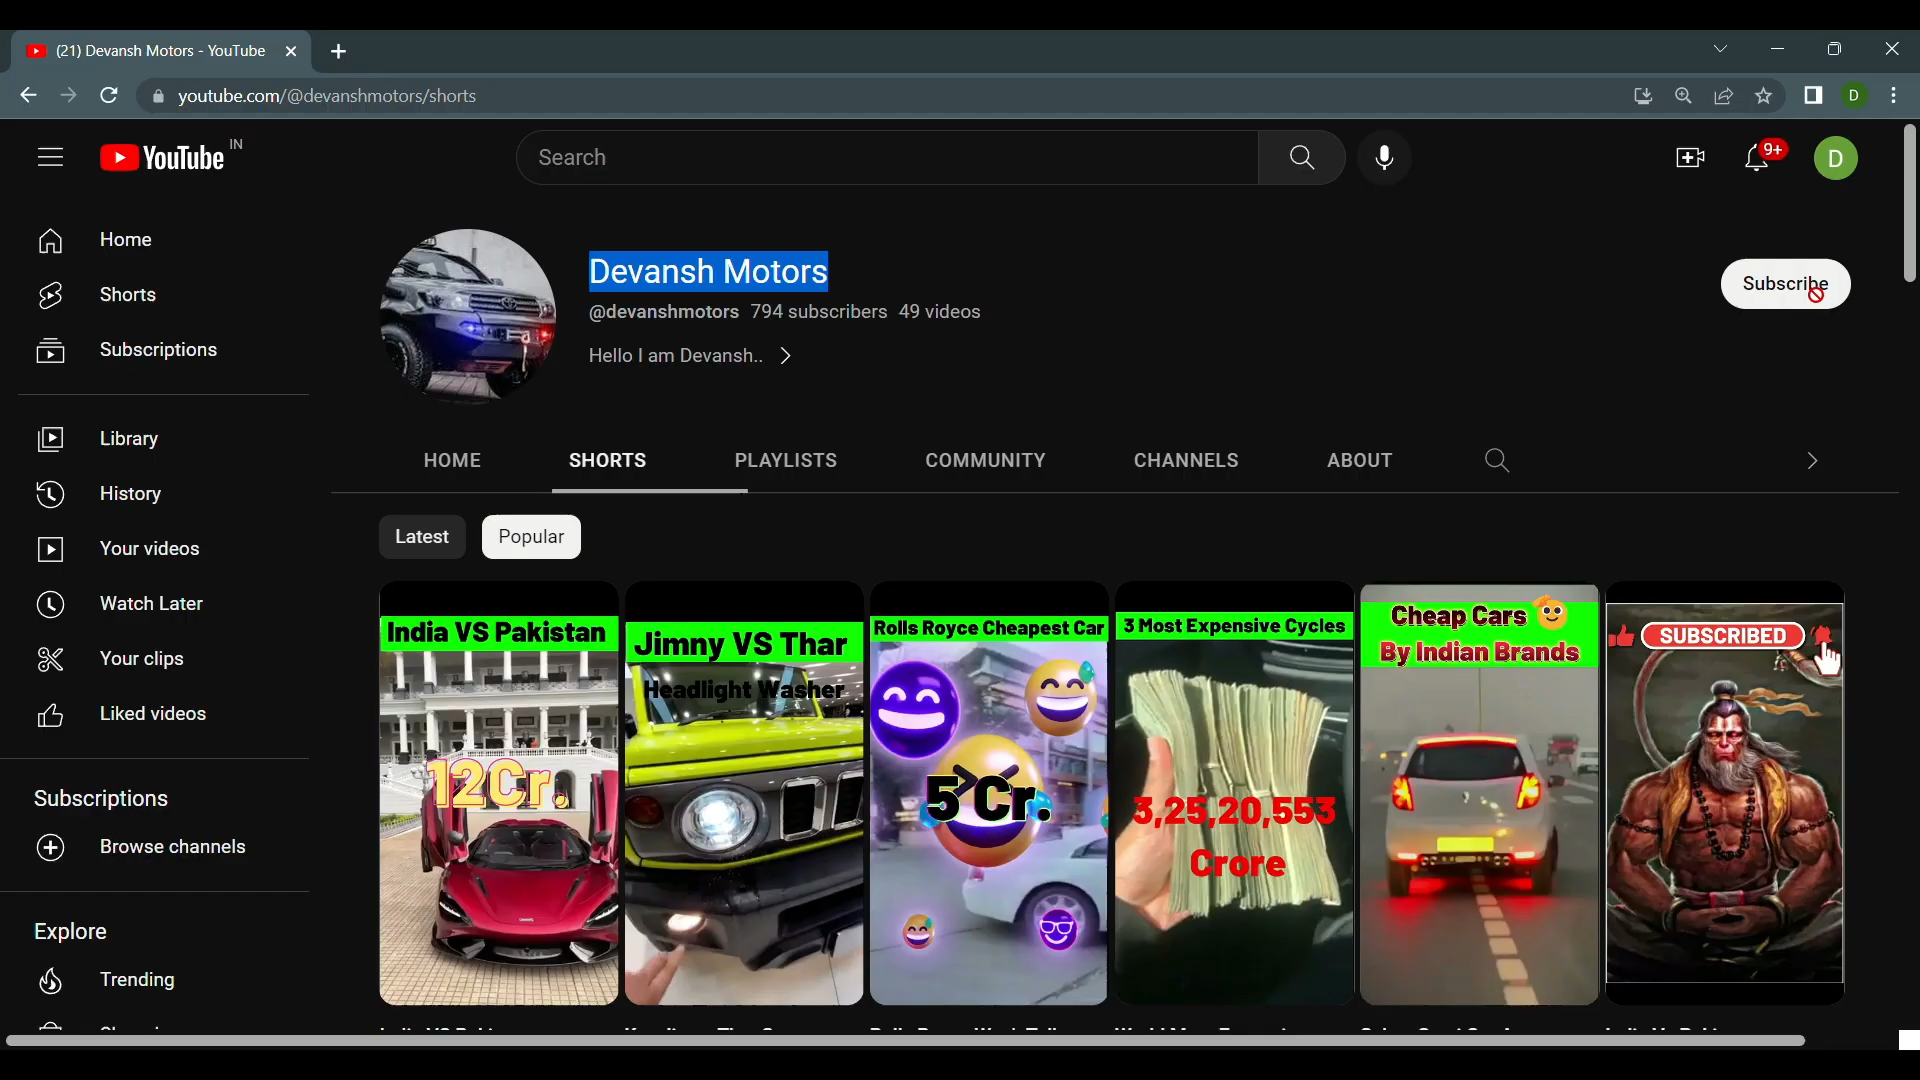 (21) Devansh Motors - YouTube
youtube.com/@devanshmotors/shorts
D
YouTube IN
Search
9+
D
Home
Shorts
Subscriptions
Library
History
Your videos
Watch Later
Your clips
Liked videos
Subscriptions
Browse channels
Explore
Trending
Devansh Motors
@devanshmotors 794 subscribers 49 videos
Hello I am Devansh..
Subscribe
HOME SHORTS PLAYLISTS COMMUNITY CHANNELS ABOUT
Latest Popular
India VS Pakistan
12Cr.
Jimny VS Thar
Headlight Washer
Rolls Royce Cheapest Car
5 Cr.
3 Most Expensive Cycles
3,25,20,553
Crore
Cheap Cars
By Indian Brands
SUBSCRIBED